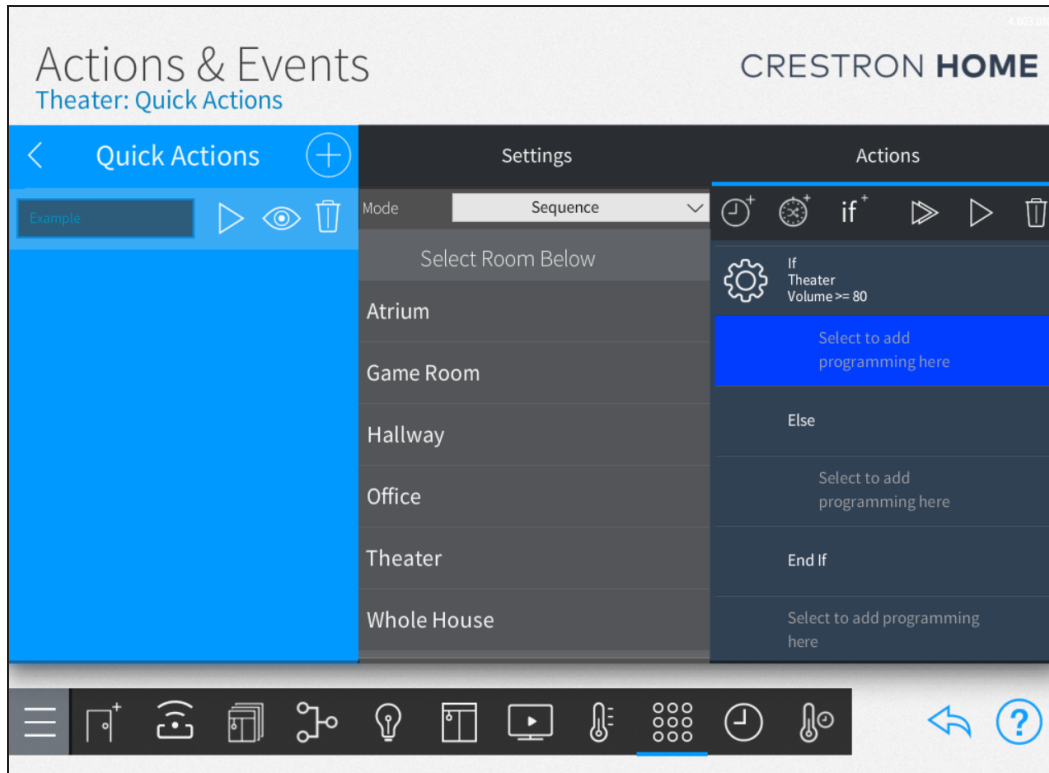 Actions & Events
CRESTRON HOME
Theater: Quick Actions
Quick Actions
Settings
Actions
Example
Mode
Sequence
if
Select Room Below
Atrium
Game Room
Hallway
Office
Theater
Whole House
If
Theater
Volume >= 80
Select to add
programming here
Else
Select to add
programming here
End If
Select to add programming
here
?